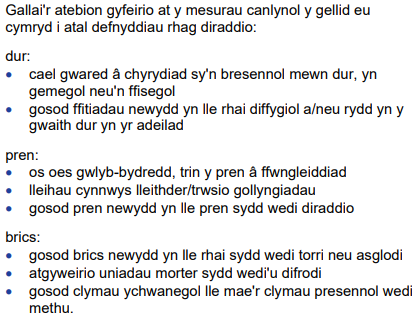 Gallai'r atebion gyfeirio at y mesurau canlynol y gellid eu
cymryd i atal defnyddiau rhag diraddio:
dur:
• cael gwared â chyrydiad sy'n bresennol mewn dur, yn
gemegol neu'n ffisegol
• gosod ffitiadau newydd yn lle rhai diffygiol a/neu rydd yn y
gwaith dur yn yr adeilad
pren:
• os oes gwlyb-bydredd, trin y pren â ffwngleiddiad
• lleihau cynnwys lleithder/trwsio gollyngiadau
• gosod pren newydd yn lle pren sydd wedi diraddio
brics:
• gosod brics newydd yn lle rhai sydd wedi torri neu asglodi
• atgyweirio uniadau morter sydd wedi'u difrodi
• gosod clymau ychwanegol lle mae'r clymau presennol wedi
methu.